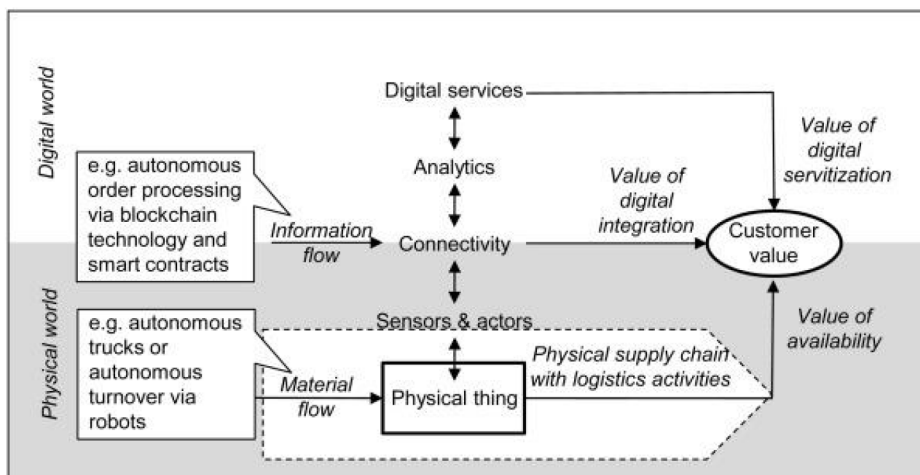 Digital world
Digital services
Value of
digital
servitization
e.g. autonomous
order processing
via blockchain
technology and
smart contracts
Analytics
Value of
digital
integration
Information
flow
Connectivity
Customer
value
Physical world
e.g. autonomous
trucks or
autonomous
turnover via
robots
Sensors & actors
Value of
availability
Material
flow
Physical thing
Physical supply chain
with logistics activities